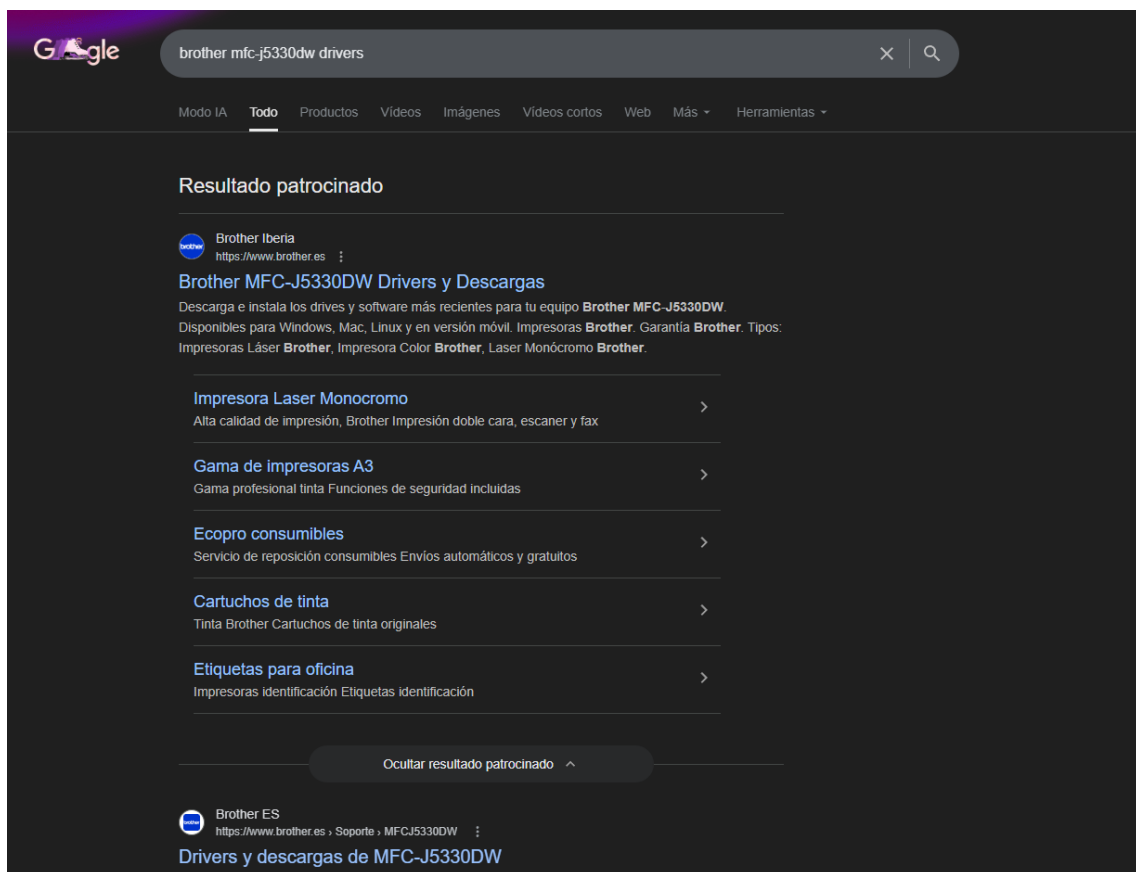 Google
brother mfc-j5330dw drivers
Modo IA Todo Productos Vídeos Imágenes Vídeos cortos Web Más Herramientas
Resultado patrocinado
brother
Brother Iberia
https://www.brother.es
Brother MFC-J5330DW Drivers y Descargas
Descarga e instala los drives y software más recientes para tu equipo Brother MFC-J5330DW.
Disponibles para Windows, Mac, Linux y en versión móvil. Impresoras Brother. Garantía Brother. Tipos:
Impresoras Láser Brother, Impresora Color Brother, Laser Monócromo Brother.
Impresora Laser Monocromo
Alta calidad de impresión, Brother Impresión doble cara, escaner y fax
Gama de impresoras A3
Gama profesional tinta Funciones de seguridad incluidas
Ecopro consumibles
Servicio de reposición consumibles Envíos automáticos y gratuitos
Cartuchos de tinta
Tinta Brother Cartuchos de tinta originales
Etiquetas para oficina
Impresoras identificación Etiquetas identificación
Ocultar resultado patrocinado
brother
Brother ES
https://www.brother.es › Soporte › MFCJ5330DW
Drivers y descargas de MFC-J5330DW